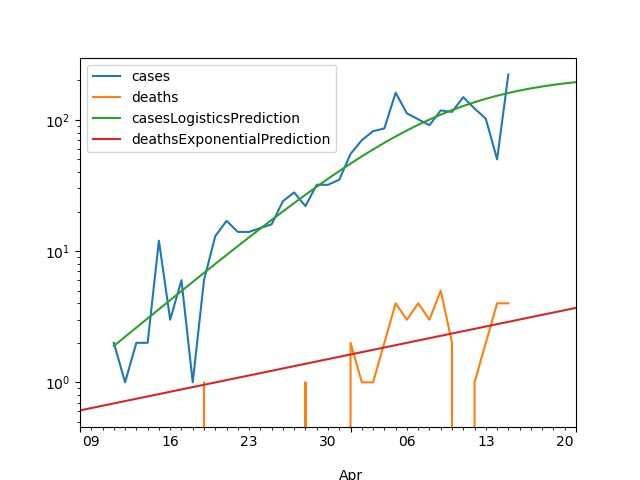 cases
deaths
casesLogisticsPrediction
deathsExponentialPrediction
10²
10¹
10⁰
09 16 23 30 06 13 20
Apr